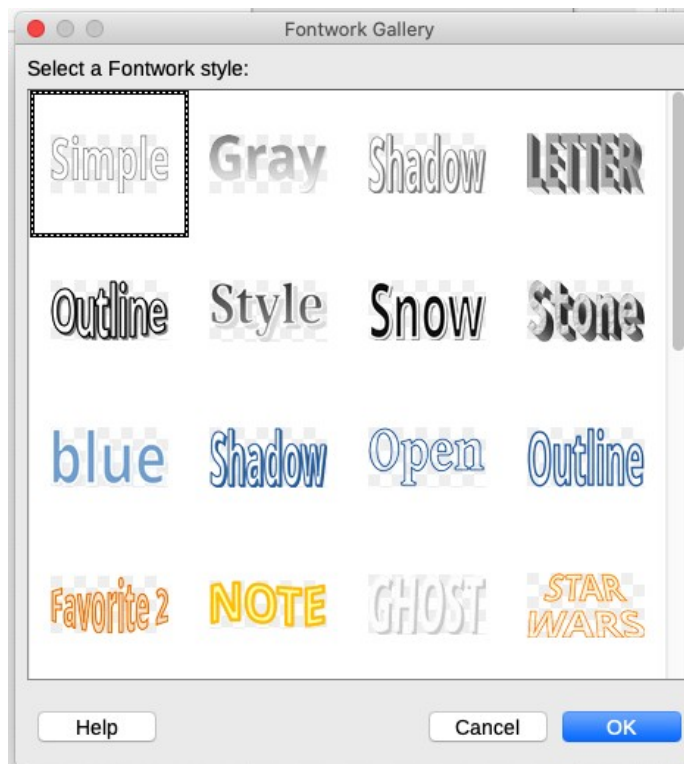 Fontwork Gallery
Select a Fontwork style:
Simple Gray Shadow LETTER
Outline Style Snow Stone
blue Shadow Open Outline
Favorite 2 NOTE GHOST STAR WARS
Help Cancel OK